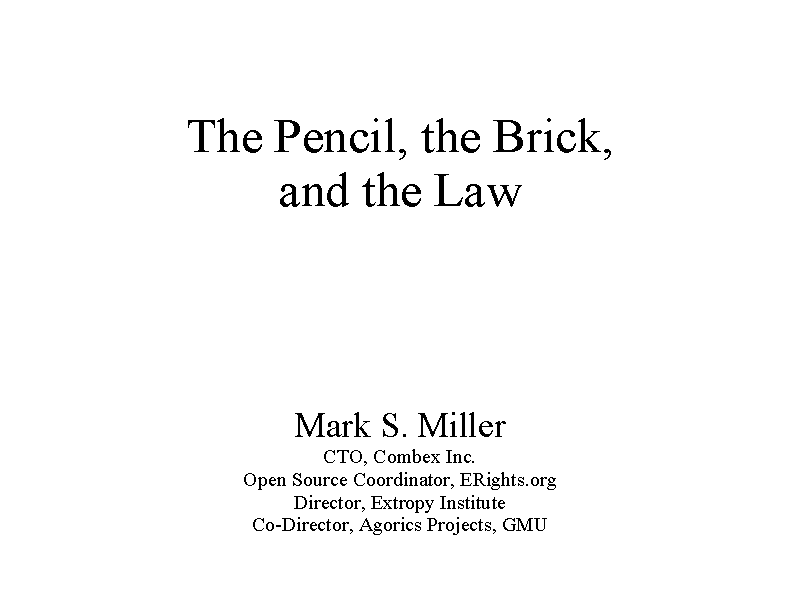 The Pencil, the Brick,
and the Law
Mark S. Miller
CTO, Combex Inc.
Open Source Coordinator, ERights.org
Director, Extropy Institute
Co-Director, Agorics Projects, GMU